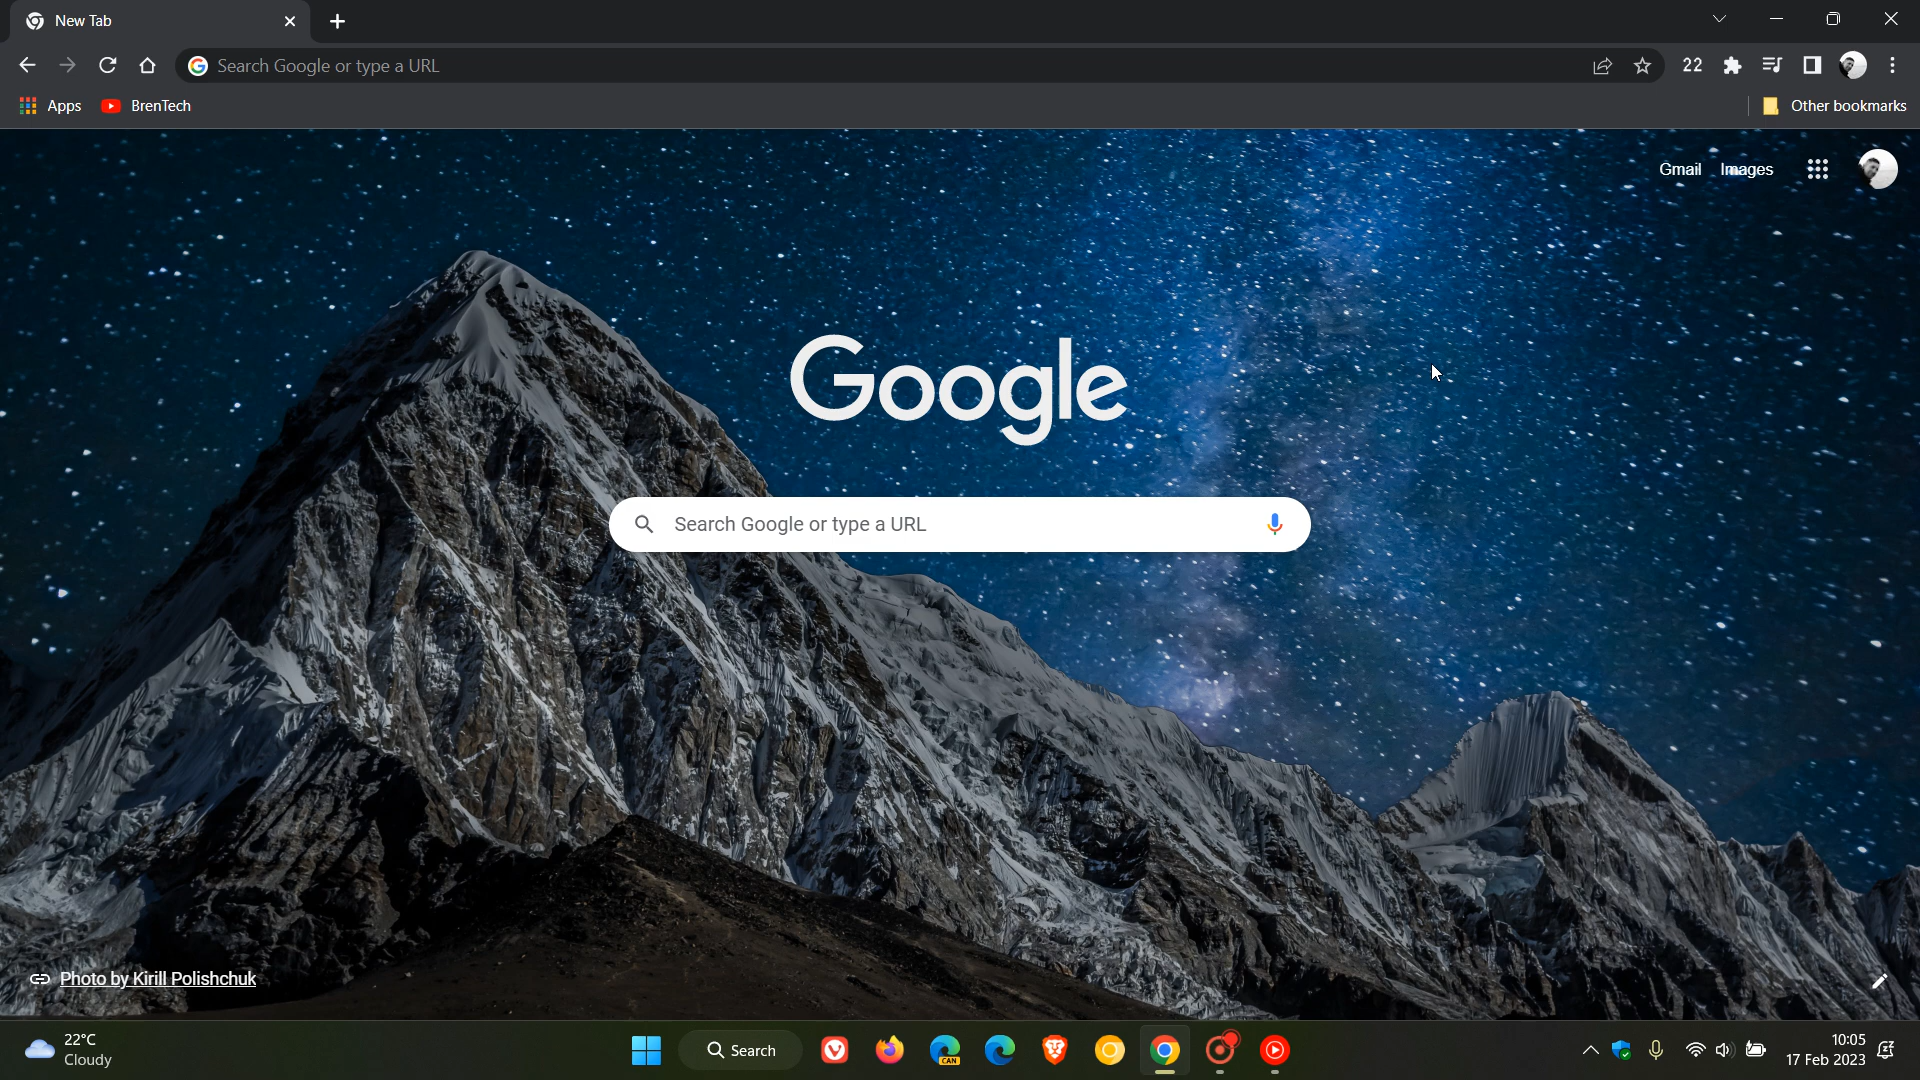 New Tab
Search Google or type a URL
22
Apps
BrenTech
Other bookmarks
Gmail
Images
Google
Search Google or type a URL
Photo by Kirill Polishchuk
22°C
Cloudy
Search
CAN
10:05
17 Feb 2023